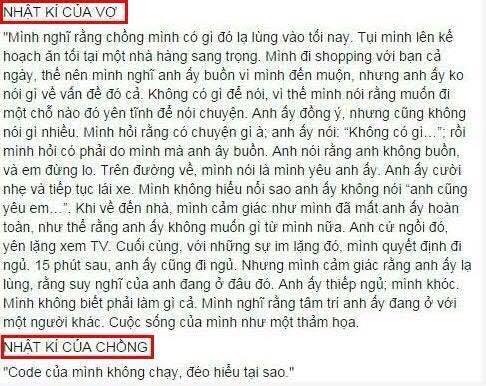 NHẬT KÍ CỦA VỢ
"Mình nghĩ rằng chồng mình có gì đó lạ lùng vào tối nay. Tụi mình lên kế
hoạch ăn tối tại một nhà hàng sang trọng. Mình đi shopping với bạn cả
ngày, thế nên mình nghĩ anh ấy buồn vì mình đến muộn, nhưng anh ấy ko
nói gì về vấn đề đó cả. Không có gì để nói, vì thế mình nói rằng muốn đi
một chỗ nào đó yên tĩnh để nói chuyện. Anh ấy đồng ý, nhưng cũng không
nói gì nhiều. Mình hỏi rằng có chuyện gì à; anh ấy nói: "Không có gì..."; rồi
mình hỏi có phải do mình mà anh ây buồn. Anh nói rằng anh không buồn,
và em đừng lo. Trên đường về, mình nói là mình yêu anh ấy. Anh ấy cười
nhẹ và tiếp tục lái xe. Mình không hiểu nổi sao anh ấy không nói "anh cũng
yêu em...". Khi về đến nhà, mình cảm giác như mình đã mất anh ấy hoàn
toàn, như thể rằng anh ấy không muốn gì từ mình nữa. Anh cứ ngồi đó,
yên lặng xem TV. Cuối cùng, với những sự im lặng đó, mình quyết định đi
ngủ. 15 phút sau, anh ấy cũng đi ngủ. Nhưng mình cảm giác rằng anh ấy lạ
lùng, rằng suy nghĩ của anh đang ở đâu đó. Anh ấy thiếp ngủ; mình khóc.
Mình không biết phải làm gì cả. Mình nghĩ rằng tâm trí anh ấy đang ở với
một người khác. Cuộc sống của mình như một thảm họa.
NHẬT KÍ CỦA CHỒNG
"Code của mình không chạy, đéo hiểu tại sao."